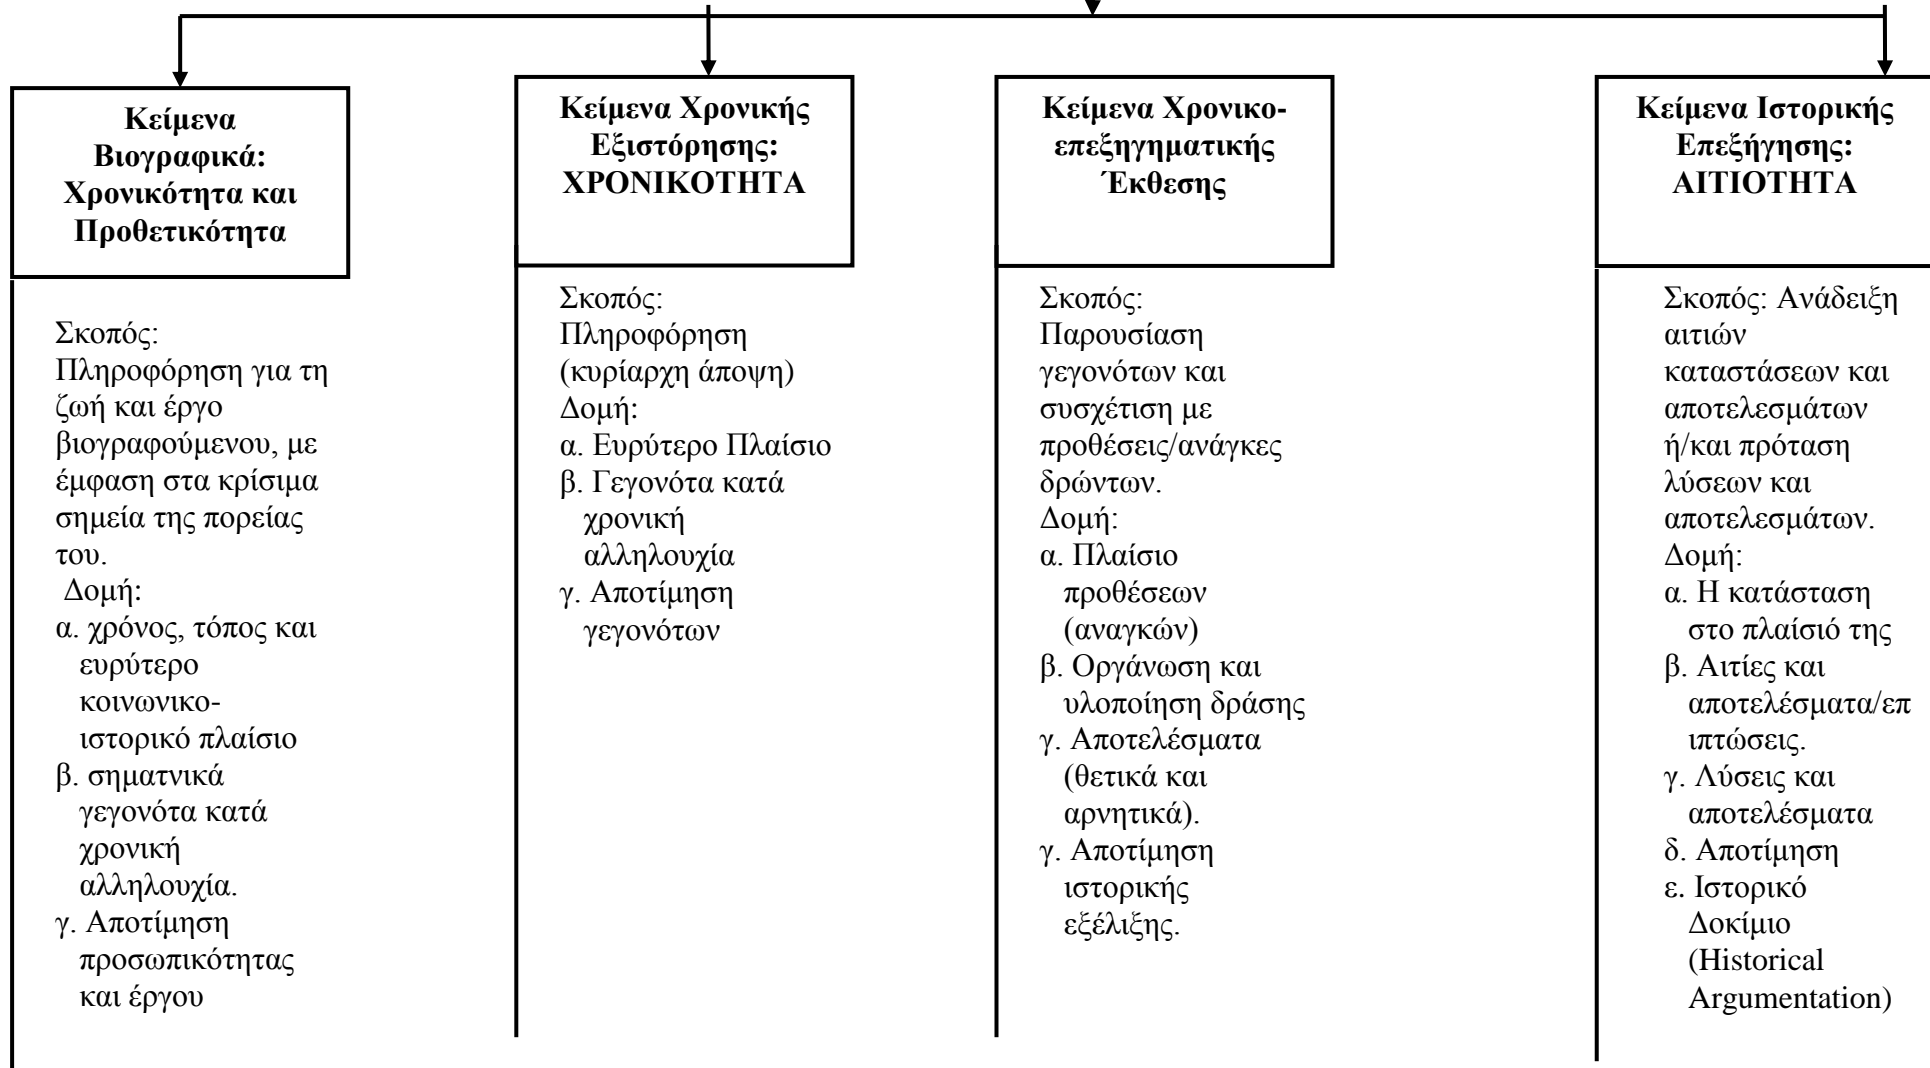 Κείμενα
Βιογραφικά:
Χρονικότητα και
Προθετικότητα
Σκοπός:
Πληροφόρηση για τη
ζωή και έργο
βιογραφούμενου, με
έμφαση στα κρίσιμα
σημεία της πορείας
του.
Δομή:
α. χρόνος, τόπος και
ευρύτερο
κοινωνικο-
ιστορικό πλαίσιο
β. σηματνικά
γεγονότα κατά
χρονική
αλληλουχία.
γ. Αποτίμηση
προσωπικότητας
και έργου
Κείμενα Χρονικής
Εξιστόρησης:
ΧΡΟΝΙΚΟΤΗΤΑ
Σκοπός:
Πληροφόρηση
(κυρίαρχη άποψη)
Δομή:
α. Ευρύτερο Πλαίσιο
β. Γεγονότα κατά
χρονική
αλληλουχία
γ. Αποτίμηση
γεγονότων
Κείμενα Χρονικο-
επεξηγηματικής
Έκθεσης
Σκοπός:
Παρουσίαση
γεγονότων και
συσχέτιση με
προθέσεις/ανάγκες
δρώντων.
Δομή:
α. Πλαίσιο
προθέσεων
(αναγκών)
β. Οργάνωση και
υλοποίηση δράσης
γ. Αποτελέσματα
(θετικά και
αρνητικά).
γ. Αποτίμηση
ιστορικής
εξέλιξης.
Κείμενα Ιστορικής
Επεξήγησης:
ΑΙΤΙΟΤΗΤΑ
Σκοπός: Ανάδειξη
αιτιών
καταστάσεων και
αποτελεσμάτων
ή/και πρόταση
λύσεων και
αποτελεσμάτων.
Δομή:
α. Η κατάσταση
στο πλαίσιό της
β. Αιτίες και
αποτελέσματα/επ
ιπτώσεις.
γ. Λύσεις και
αποτελέσματα
δ. Αποτίμηση
ε. Ιστορικό
Δοκίμιο
(Historical
Argumentation)